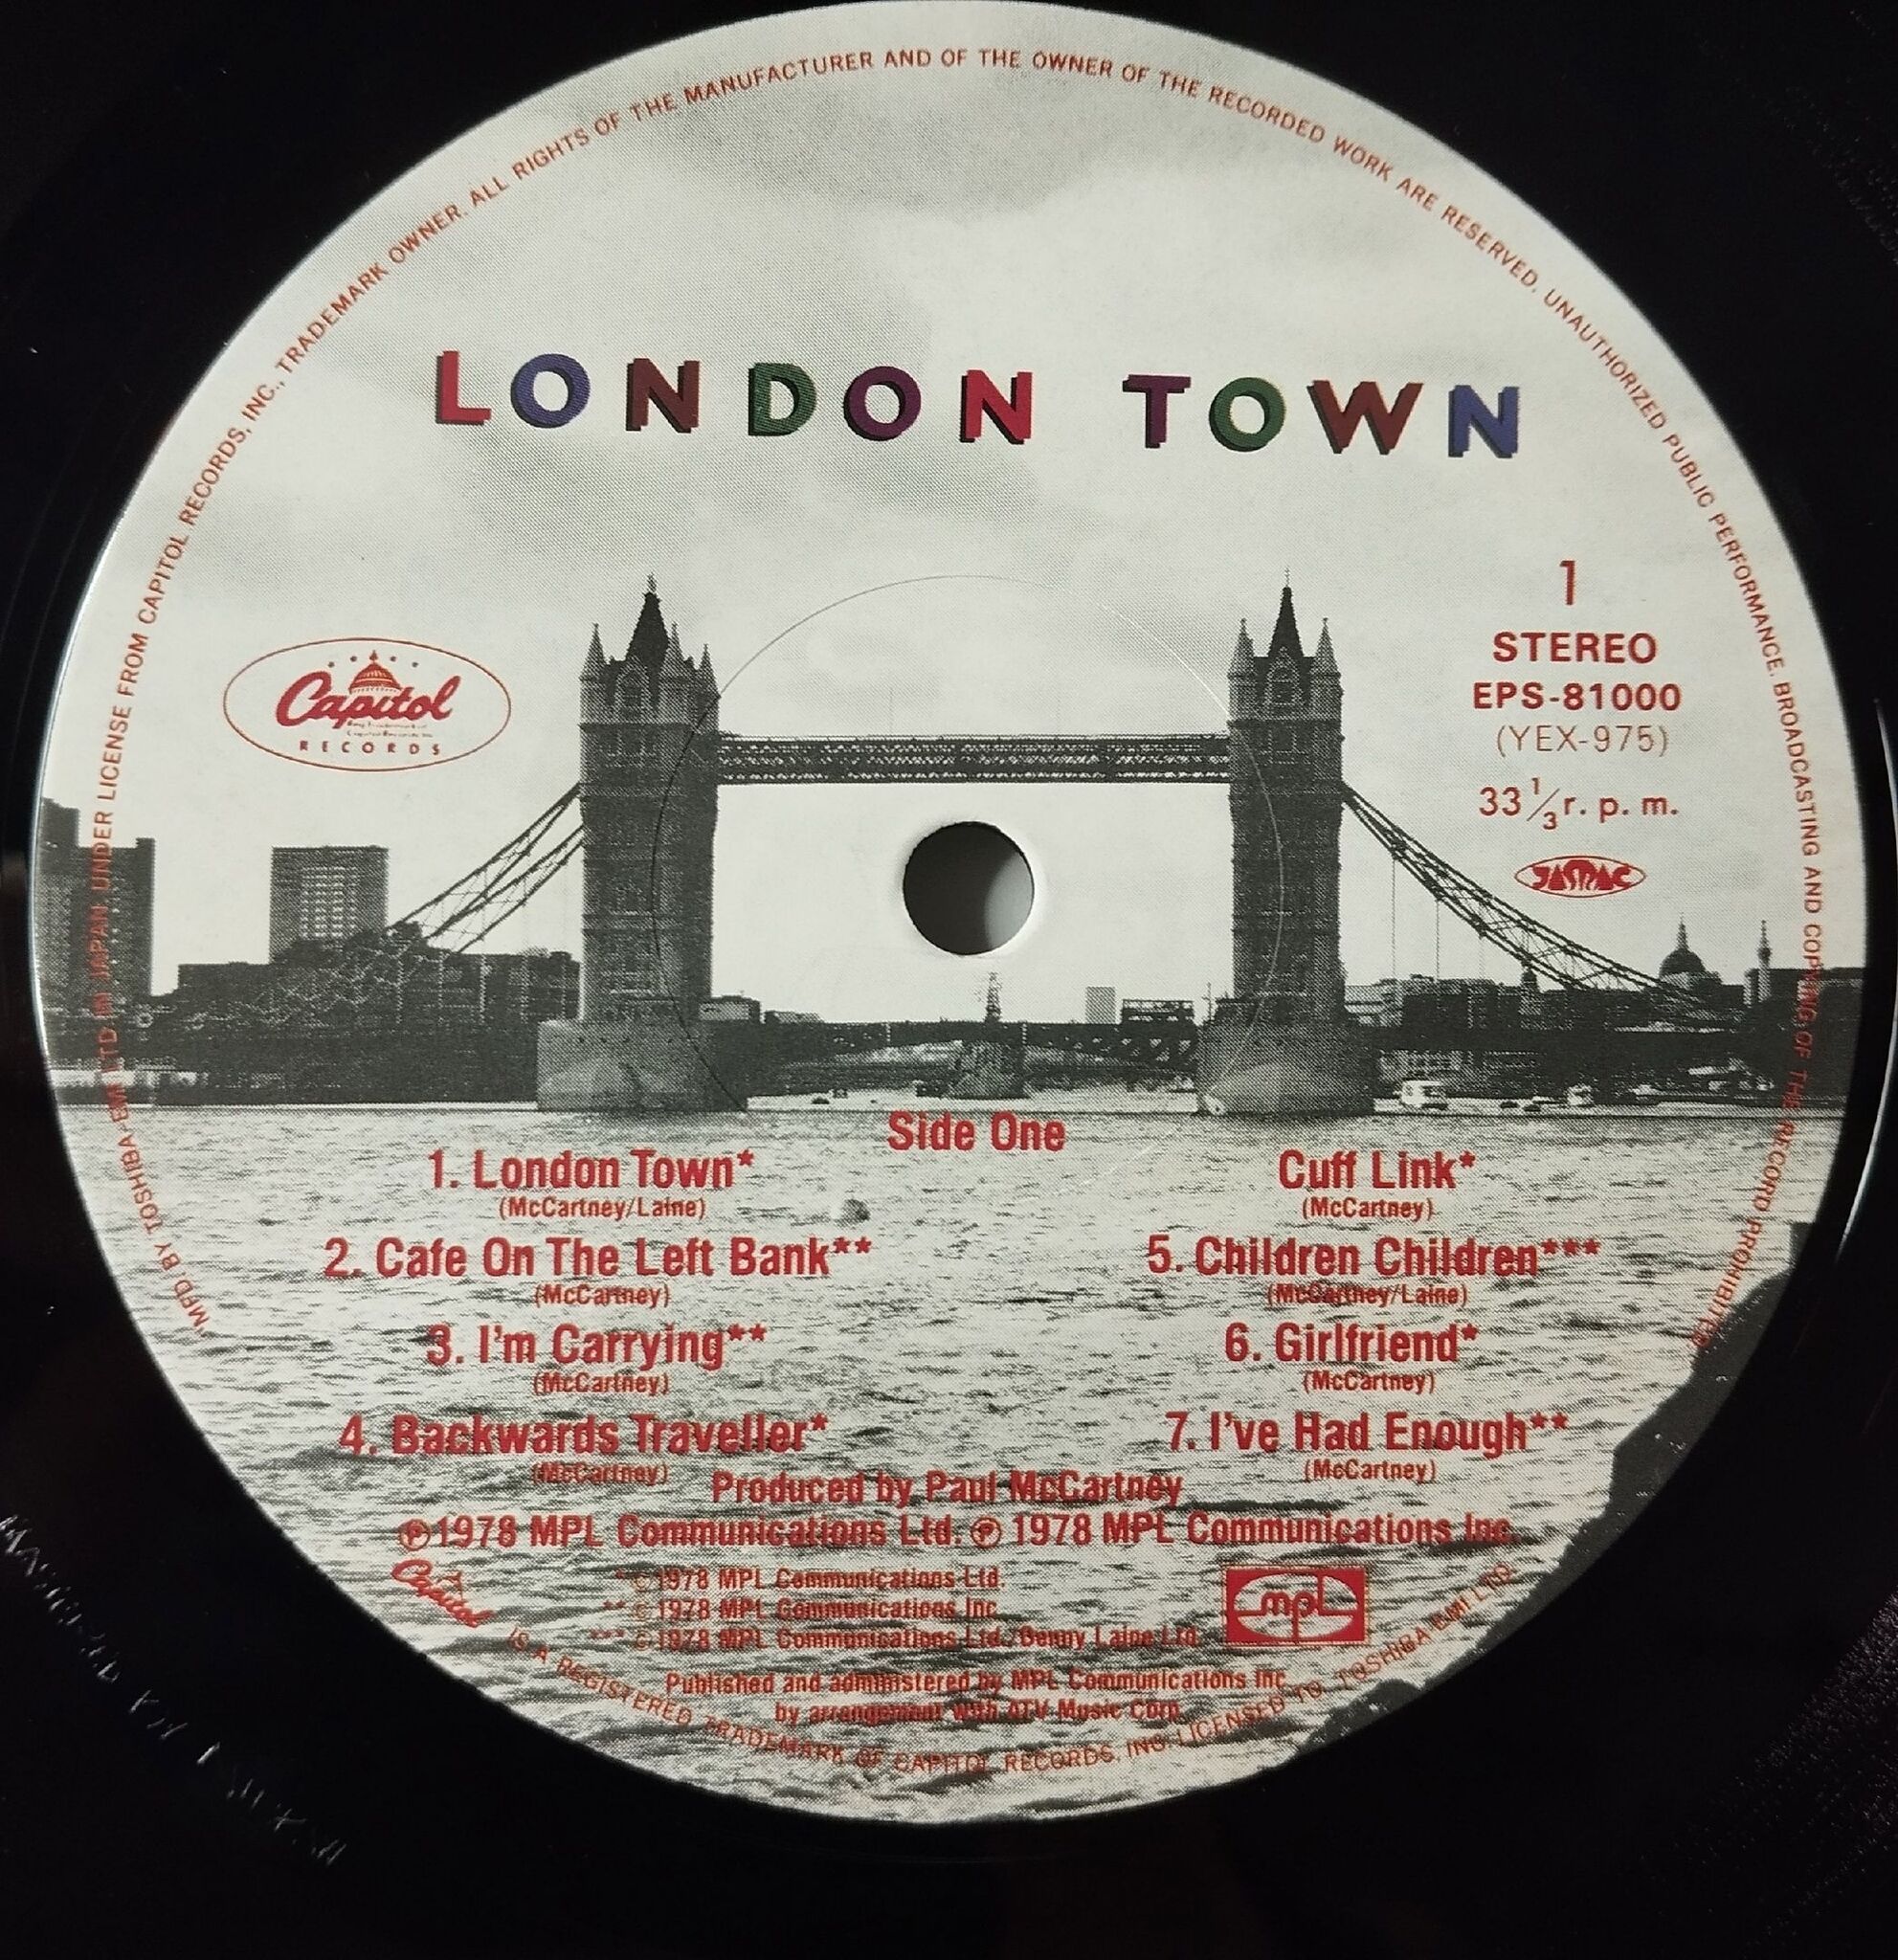 "MFD BY TOSHIBA-EMI LTD. IN JAPAN UNDER LICENSE FROM CAPITOL RECORDS, INC., TRADEMARK OWNER. ALL RIGHTS OF THE MANUFACTURER AND OF THE OWNER OF THE RECORDED WORK ARE RESERVED. UNAUTHORIZED PUBLIC PERFORMANCE. BROADCASTING AND COPYING OF THE RECORD PROHIBITED
LONDON TOWN
1
STEREO
EPS-81000
(YEX-975)
33 1/3 r. p. m.
JASRAC
Capitol
RECORDS
Side One
1. London Town*
(McCartney/Laine)
2. Cafe On The Left Bank**
(McCartney)
3. I'm Carrying**
(McCartney)
4. Backwards Traveller*
(McCartney)
Cuff Link*
(McCartney)
5. Children Children***
(McCartney/Laine)
6. Girlfriend*
(McCartney)
7. I've Had Enough**
(McCartney)
Produced by Paul McCartney
℗1978 MPL Communications Ltd. ℗ 1978 MPL Communications Inc.
* ©1978 MPL Communications Ltd.
** ©1978 MPL Communications Inc.
*** ©1978 MPL Communications Ltd./Denny Laine Ltd.
mpl
Published and administered by MPL Communications Inc.
by arrangement with ATV Music Corp.
Capitol IS A REGISTERED TRADEMARK OF CAPITOL RECORDS, INC. LICENSED TO TOSHIBA-EMI LTD.
MASTERED BY